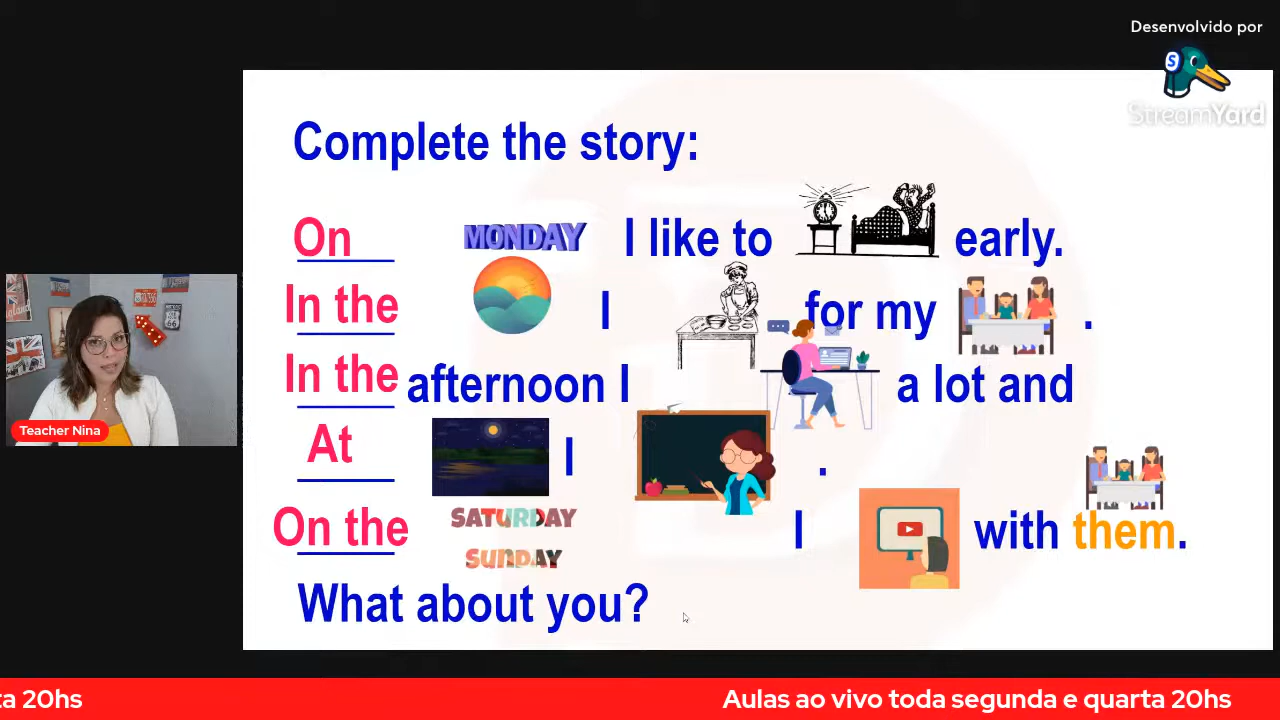 Desenvolvido por
StreamYard
Complete the story:
On MONDAY I like to early.
In the I for my .
In the afternoon I a lot and
At I .
On the SATURDAY I with them.
SUNDAY
What about you?
Teacher Nina
ta 20hs Aulas ao vivo toda segunda e quarta 20hs